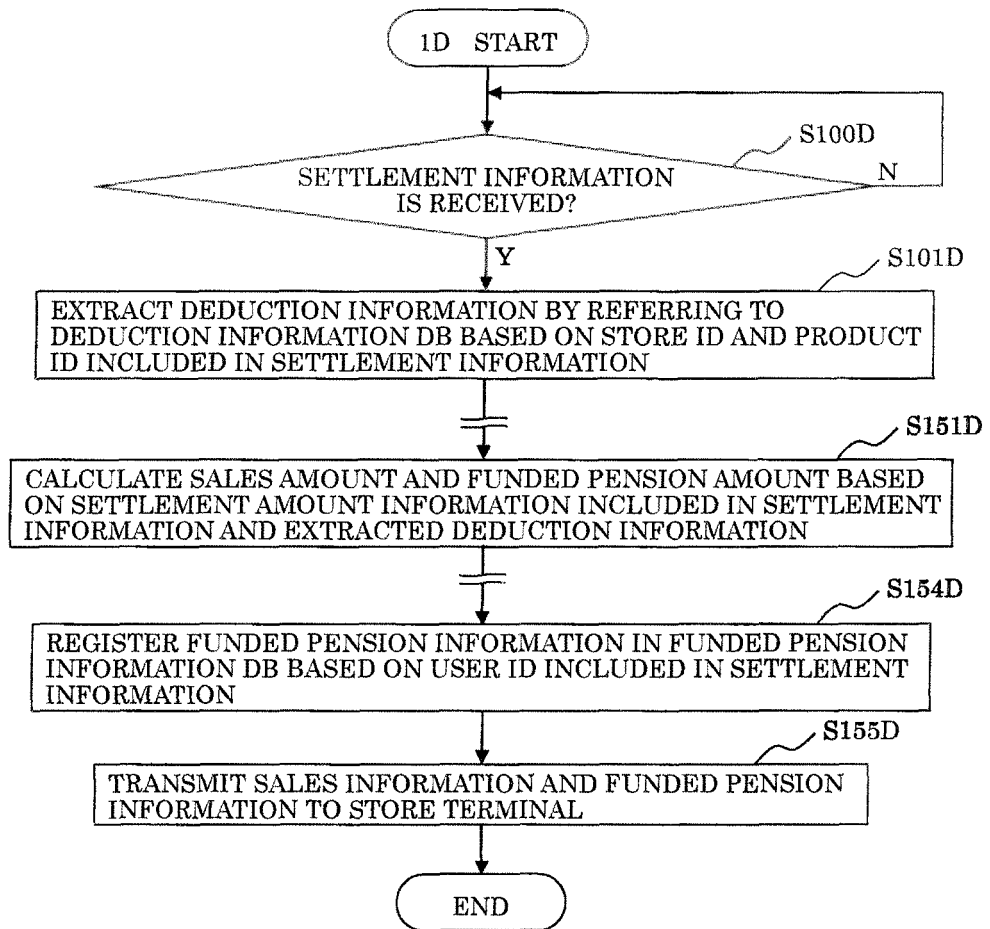 1D START
S100D
SETTLEMENT INFORMATION
IS RECEIVED?
N
Y
S101D
EXTRACT DEDUCTION INFORMATION BY REFERRING TO
DEDUCTION INFORMATION DB BASED ON STORE ID AND PRODUCT
ID INCLUDED IN SETTLEMENT INFORMATION
S151D
CALCULATE SALES AMOUNT AND FUNDED PENSION AMOUNT BASED
ON SETTLEMENT AMOUNT INFORMATION INCLUDED IN SETTLEMENT
INFORMATION AND EXTRACTED DEDUCTION INFORMATION
S154D
REGISTER FUNDED PENSION INFORMATION IN FUNDED PENSION
INFORMATION DB BASED ON USER ID INCLUDED IN SETTLEMENT
INFORMATION
S155D
TRANSMIT SALES INFORMATION AND FUNDED PENSION
INFORMATION TO STORE TERMINAL
END